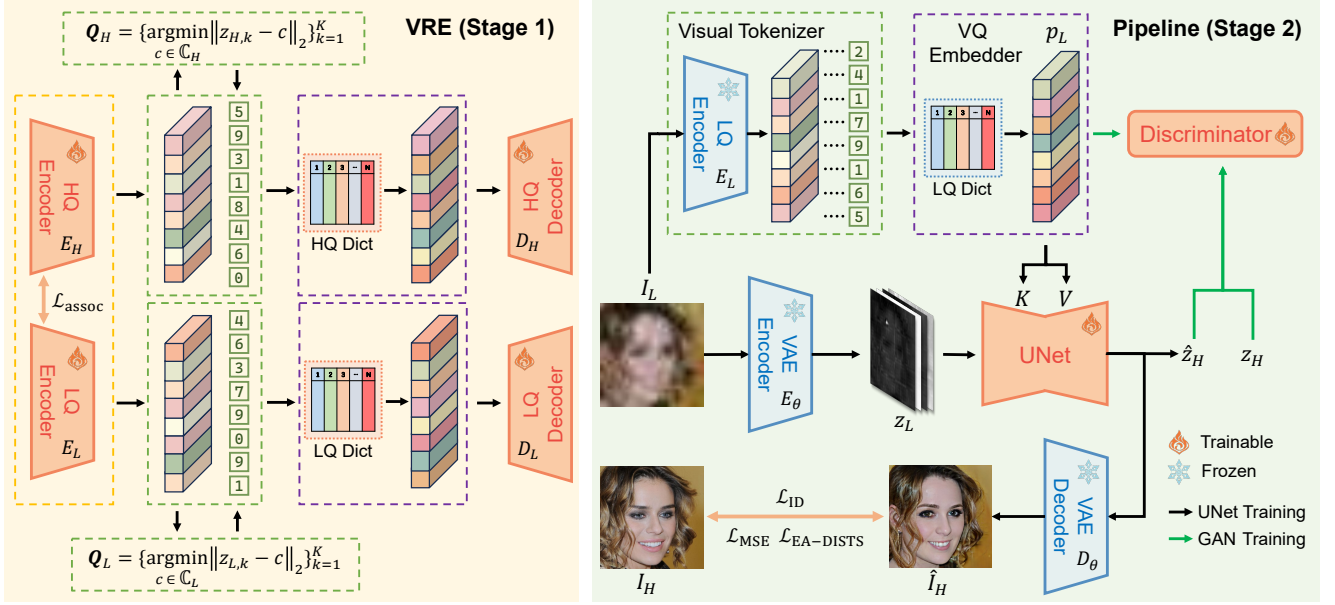 VRE (Stage 1)
Q_H = {argmin‖z_{H,k} − c‖_2}_{k=1}^K
c ∈ ℂ_H
HQ
Encoder
E_H
5
9
3
1
8
4
6
0
1 2 3 -- N
HQ Dict
HQ
Decoder
D_H
ℒ_assoc
LQ
Encoder
E_L
4
6
3
7
9
0
9
1
1 2 3 -- N
LQ Dict
LQ
Decoder
D_L
Q_L = {argmin‖z_{L,k} − c‖_2}_{k=1}^K
c ∈ ℂ_L
Pipeline (Stage 2)
Visual Tokenizer
LQ
Encoder
E_L
2
4
1
7
9
1
6
5
VQ
Embedder
1 2 3 -- N
LQ Dict
p_L
Discriminator
I_L
VAE
Encoder
E_θ
z_L
K V
UNet
ẑ_H
z_H
VAE
Decoder
D_θ
Î_H
ℒ_ID
ℒ_MSE ℒ_EA−DISTS
I_H
Trainable
Frozen
UNet Training
GAN Training